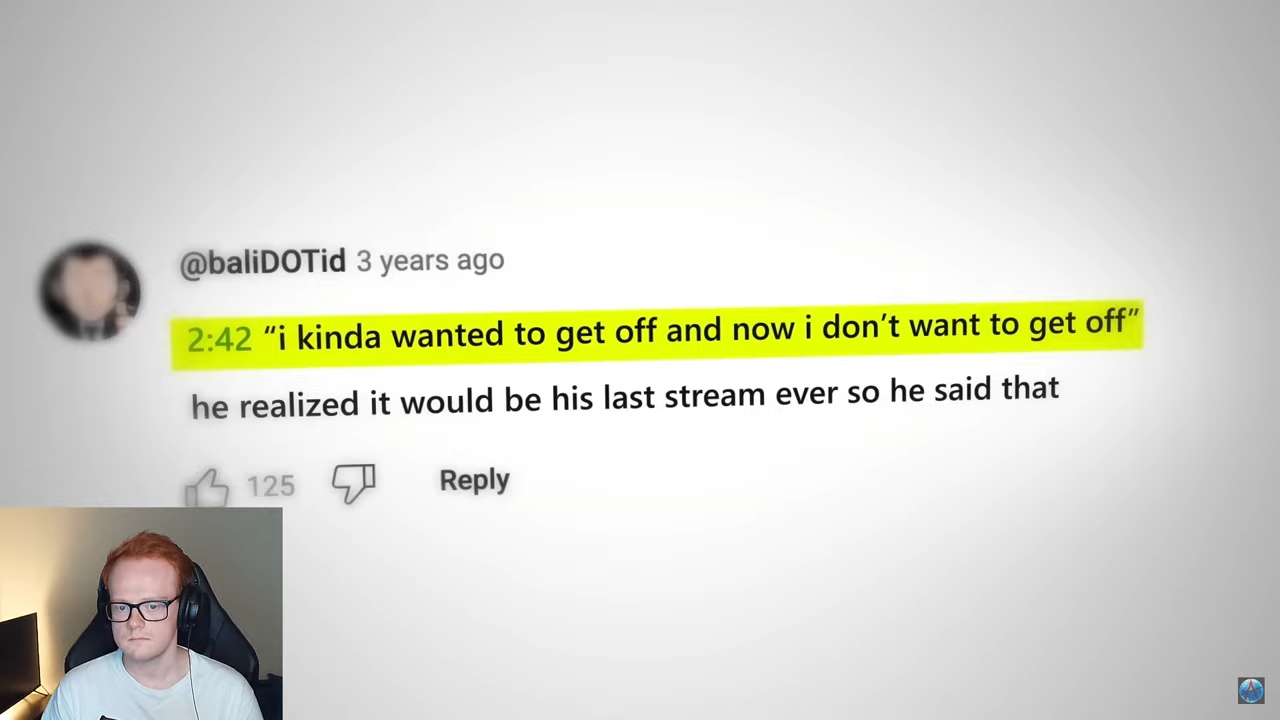 @baliDOTid 3 years ago
2:42 “i kinda wanted to get off and now i don’t want to get off”
he realized it would be his last stream ever so he said that
125 Reply